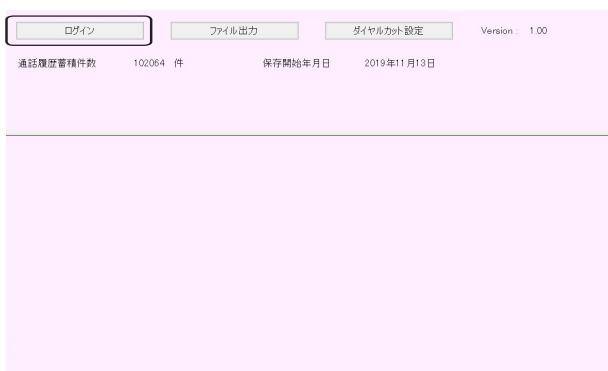 ログイン ファイル出力 ダイヤルカット設定 Version : 1.00
通話履歴蓄積件数 102064 件 保存開始年月日 2019年11月13日